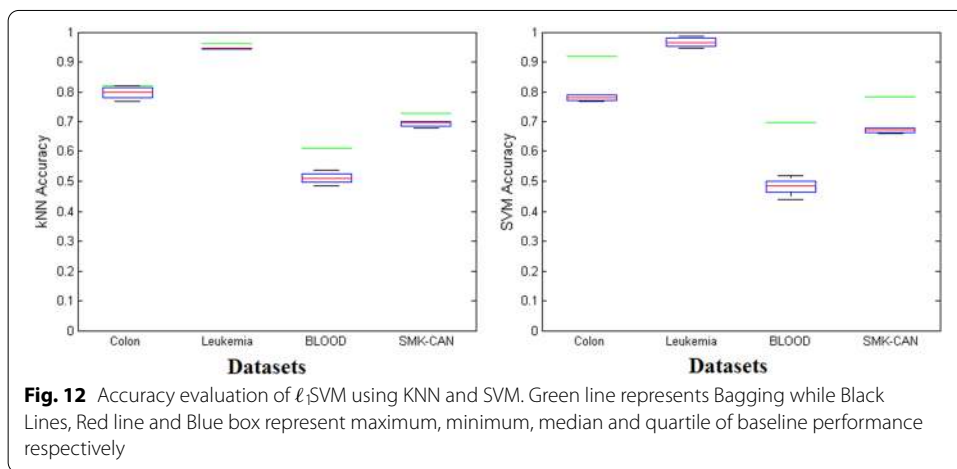 1
0.9
0.8
0.7
0.6
0.5
0.4
0.3
0.2
0.1
0
kNN Accuracy
Colon Leukemia BLOOD SMK-CAN
Datasets
1
0.9
0.8
0.7
0.6
0.5
0.4
0.3
0.2
0.1
0
SVM Accuracy
Colon Leukemia BLOOD SMK-CAN
Datasets
Fig. 12 Accuracy evaluation of ℓ1SVM using KNN and SVM. Green line represents Bagging while Black
Lines, Red line and Blue box represent maximum, minimum, median and quartile of baseline performance
respectively